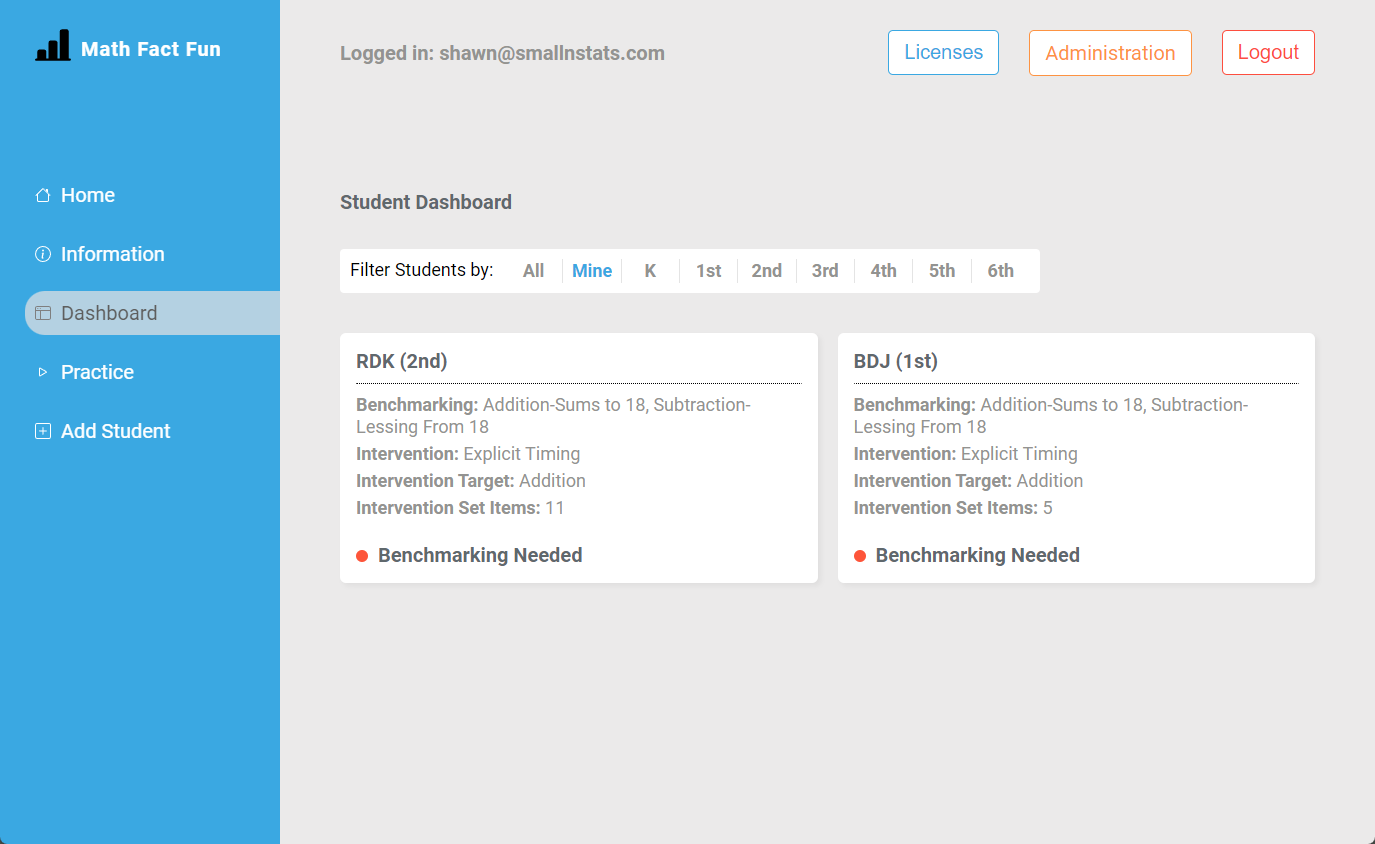 Math Fact Fun
Logged in: shawn@smallnstats.com
Licenses
Administration
Logout
Home
Information
Dashboard
Practice
Add Student
Student Dashboard
Filter Students by: All Mine K 1st 2nd 3rd 4th 5th 6th
RDK (2nd)
Benchmarking: Addition-Sums to 18, Subtraction-
Lessing From 18
Intervention: Explicit Timing
Intervention Target: Addition
Intervention Set Items: 11
Benchmarking Needed
BDJ (1st)
Benchmarking: Addition-Sums to 18, Subtraction-
Lessing From 18
Intervention: Explicit Timing
Intervention Target: Addition
Intervention Set Items: 5
Benchmarking Needed